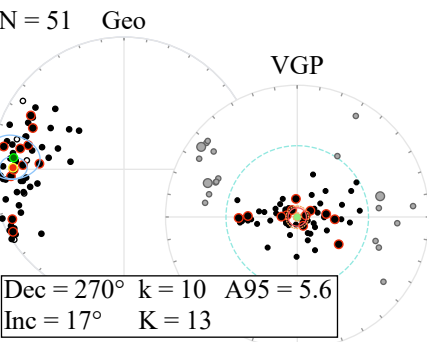 N = 51 Geo
VGP
Dec = 270° k = 10 A95 = 5.6
Inc = 17° K = 13